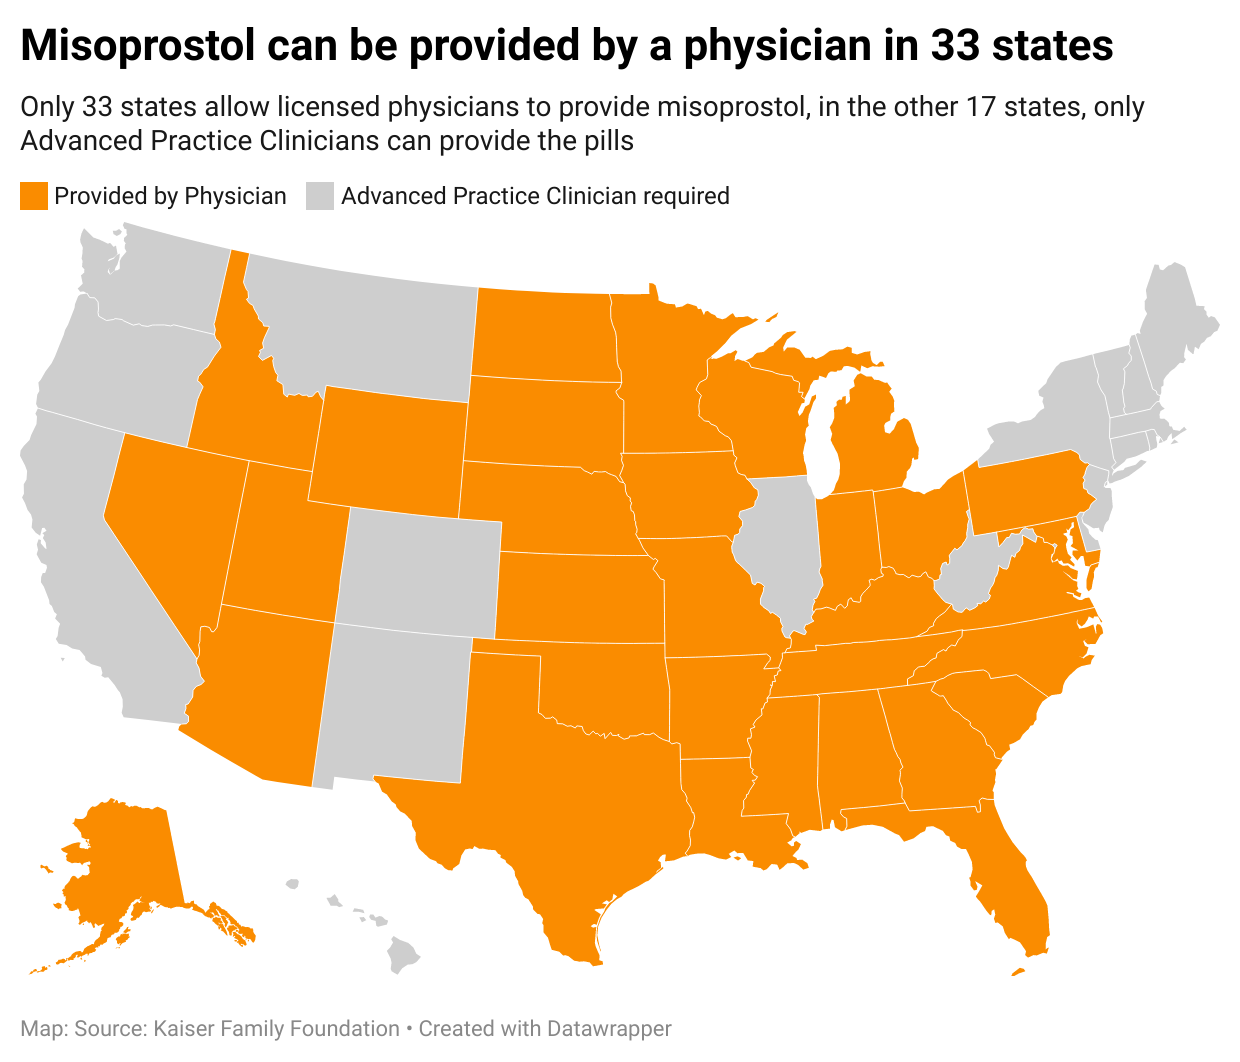 Misoprostol can be provided by a physician in 33 states
Only 33 states allow licensed physicians to provide misoprostol, in the other 17 states, only
Advanced Practice Clinicians can provide the pills
Provided by Physician Advanced Practice Clinician required
Map: Source: Kaiser Family Foundation • Created with Datawrapper